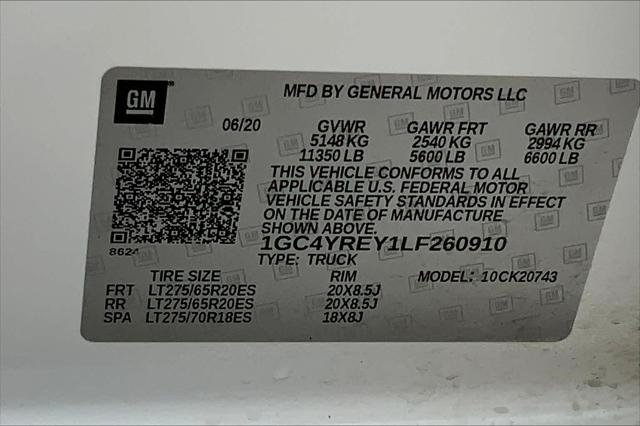 GM
MFD BY GENERAL MOTORS LLC
06/20 GVWR GAWR FRT GAWR RR
5148 KG 2540 KG 2994 KG
11350 LB 5600 LB 6600 LB
THIS VEHICLE CONFORMS TO ALL
APPLICABLE U.S. FEDERAL MOTOR
VEHICLE SAFETY STANDARDS IN EFFECT
ON THE DATE OF MANUFACTURE
SHOWN ABOVE.
8624 1GC4YREY1LF260910
TYPE: TRUCK
TIRE SIZE RIM MODEL: 10CK20743
FRT LT275/65R20ES 20X8.5J
RR LT275/65R20ES 20X8.5J
SPA LT275/70R18ES 18X8J